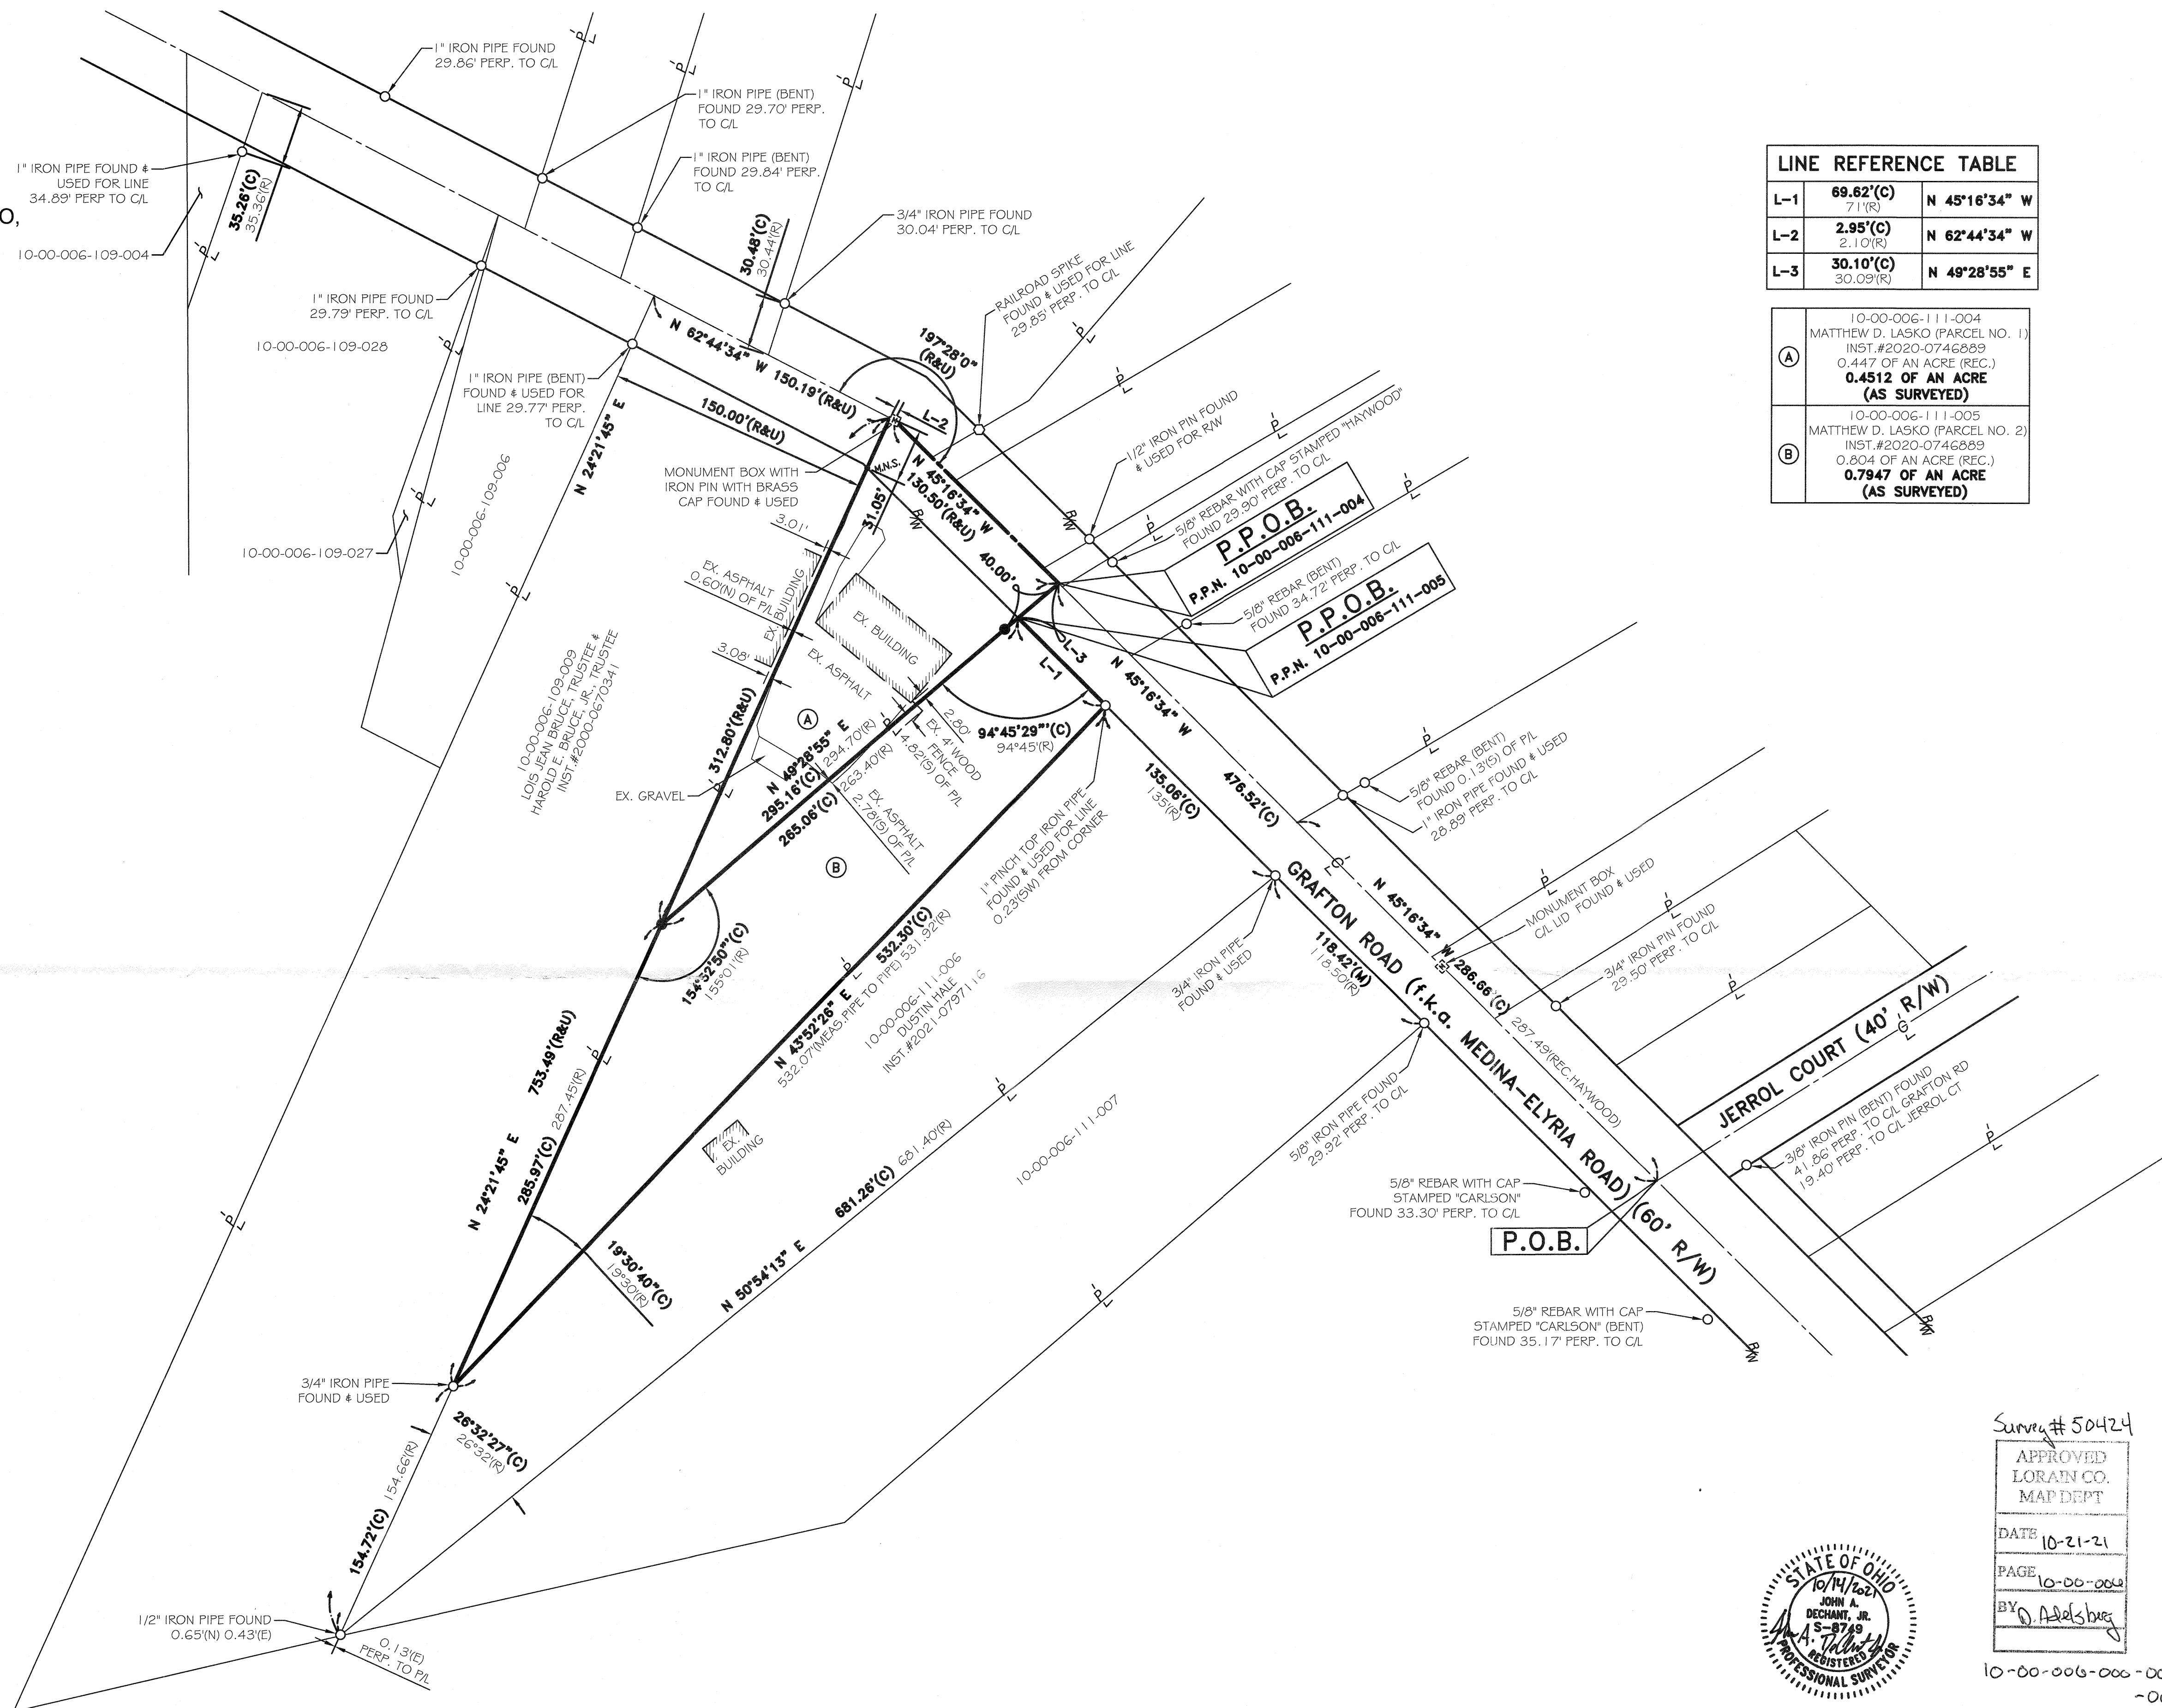 1" IRON PIPE FOUND
29.86' PERP. TO C/L
1" IRON PIPE (BENT)
FOUND 29.70' PERP.
TO C/L
1" IRON PIPE (BENT)
FOUND 29.84' PERP.
TO C/L
3/4" IRON PIPE FOUND
30.04' PERP. TO C/L
1" IRON PIPE FOUND &
USED FOR LINE
34.89' PERP TO C/L
O,
10-00-006-109-004
35.26'(C)
35.36'(R)
30.48'(C)
30.44'(R)
1" IRON PIPE FOUND
29.79' PERP. TO C/L
10-00-006-109-028
1" IRON PIPE (BENT)
FOUND & USED FOR
LINE 29.77' PERP.
TO C/L
N 62°44'34" W 150.19'(R&U)
150.00'(R&U)
197°28'0"
(R&U)
L-2
RAILROAD SPIKE
FOUND & USED FOR LINE
29.85' PERP. TO C/L
LINE REFERENCE TABLE
L-1 69.62'(C) N 45°16'34" W
71'(R)
L-2 2.95'(C) N 62°44'34" W
2.10'(R)
L-3 30.10'(C) N 49°28'55" E
30.09'(R)
A
10-00-006-111-004
MATTHEW D. LASKO (PARCEL NO. 1)
INST.#2020-0746889
0.447 OF AN ACRE (REC.)
0.4512 OF AN ACRE
(AS SURVEYED)
B
10-00-006-111-005
MATTHEW D. LASKO (PARCEL NO. 2)
INST.#2020-0746889
0.804 OF AN ACRE (REC.)
0.7947 OF AN ACRE
(AS SURVEYED)
N 24°21'45" E
10-00-006-109-006
10-00-006-109-027
MONUMENT BOX WITH
IRON PIN WITH BRASS
CAP FOUND & USED
M.N.S.
31.05'
N 45°16'34" W
130.50'(R&U)
40.00'
R/W
R/W
1/2" IRON PIN FOUND
& USED FOR R/W
5/8" REBAR WITH CAP STAMPED "HAYWOOD"
FOUND 29.90' PERP. TO C/L
P.P.O.B.
P.P.N. 10-00-006-111-004
5/8" REBAR (BENT)
FOUND 34.72' PERP. TO C/L
P.P.O.B.
P.P.N. 10-00-006-111-005
3.01'
EX. ASPHALT
0.60'(N) OF P/L
EX. BUILDING
EX. BUILDING
3.08'
EX. ASPHALT
L-3
L-1
10-00-006-109-009
LOIS JEAN BRUCE, TRUSTEE &
HAROLD E. BRUCE, JR., TRUSTEE
INST.#2000-0670341
312.80'(R&U)
A
EX. GRAVEL
N 49°28'55" E
295.16'(C) 294.70'(R)
265.06'(C) 263.40'(R)
2.80'
EX. 4' WOOD
FENCE
4.82'(S) OF P/L
EX. ASPHALT
2.78'(S) OF P/L
94°45'29"'(C)
94°45'(R)
B
N 45°16'34" W
476.52'(C)
135.06'(C)
135'(R)
1" PINCH TOP IRON PIPE
FOUND & USED FOR LINE
0.23'(SW) FROM CORNER
5/8" REBAR (BENT)
FOUND 0.13'(S) OF P/L
1" IRON PIPE FOUND & USED
28.89' PERP. TO C/L
MONUMENT BOX
C/L LID FOUND & USED
3/4" IRON PIN FOUND
29.50' PERP. TO C/L
154°52'50"'(C)
155°01'(R)
N 43°52'26" E 532.30'(C)
532.07'(MEAS.PIPE TO PIPE) 531.92'(R)
10-00-006-111-006
DUSTIN HALE
INST.#2021-0797116
3/4" IRON PIPE
FOUND & USED
118.42'(M)
118.50'(R)
N 45°16'34" W 286.66'(C) 287.49'(REC.HAYWOOD)
GRAFTON ROAD (f.k.a. MEDINA-ELYRIA ROAD) (60' R/W)
JERROL COURT (40' R/W)
3/8" IRON PIN (BENT) FOUND
41.86' PERP. TO C/L GRAFTON RD
19.40' PERP. TO C/L JERROL CT
753.49'(R&U)
N 24°21'45" E
285.97'(C) 287.45'(R)
EX.
BUILDING
681.26'(C) 681.40'(R)
N 50°54'13" E
10-00-006-111-007
5/8" IRON PIPE FOUND
29.92' PERP. TO C/L
5/8" REBAR WITH CAP
STAMPED "CARLSON"
FOUND 33.30' PERP. TO C/L
P.O.B.
5/8" REBAR WITH CAP
STAMPED "CARLSON" (BENT)
FOUND 35.17' PERP. TO C/L
R/W
R/W
19°30'40"(C)
19°30'(R)
3/4" IRON PIPE
FOUND & USED
26°32'27"(C)
26°32'(R)
154.72'(C) 154.66'(R)
1/2" IRON PIPE FOUND
0.65'(N) 0.43'(E)
0.13'(E)
PERP. TO P/L
Survey # 50424
APPROVED
LORAIN CO.
MAP DEPT
DATE 10-21-21
PAGE 10-00-006
BY D. Adelsberg
STATE OF OHIO
10/14/2021
JOHN A.
DECHANT, JR.
S-8749
REGISTERED
PROFESSIONAL SURVEYOR
10-00-006-000-00